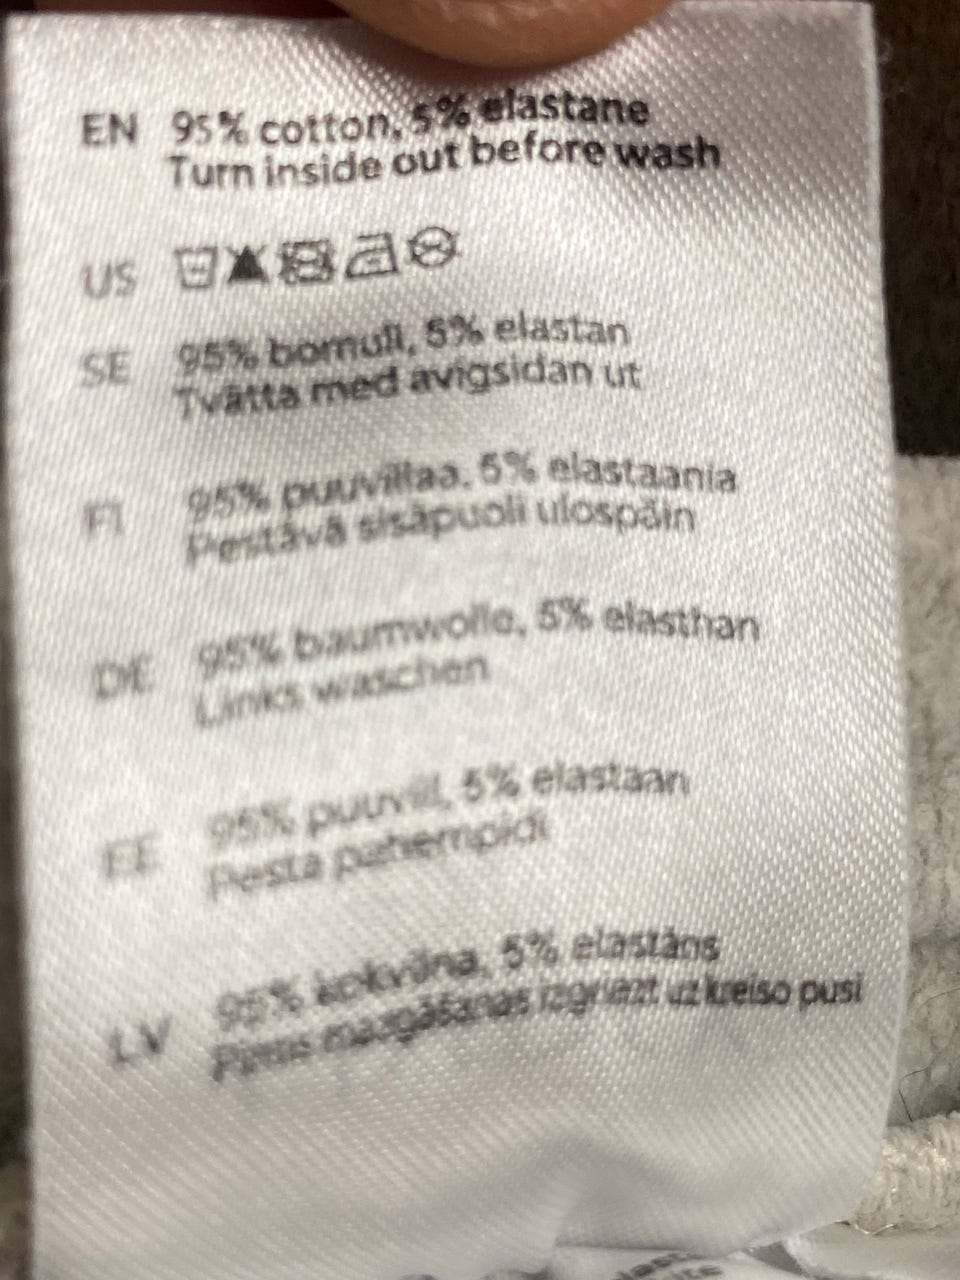 EN 95% cotton, 5% elastane
Turn inside out before wash
US
SE 95% bomull, 5% elastan
Tvätta med avigsidan ut
FI 95% puuvillaa, 5% elastaania
Pestävä sisäpuoli ulospäin
DE 95% baumwolle, 5% elasthan
Links waschen
EE 95% puuvill, 5% elastaan
Pesta pahempidi
LV 95% kokvilna, 5% elastāns
Pirms mazgāšanas izgriezt uz kreiso pusi